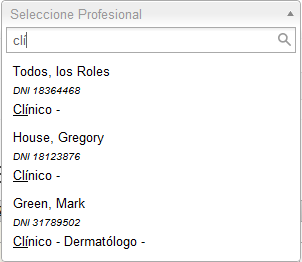 Seleccione Profesional
clí
Todos, los Roles
DNI 18364468
Clínico -
House, Gregory
DNI 18123876
Clínico -
Green, Mark
DNI 31789502
Clínico - Dermatólogo -